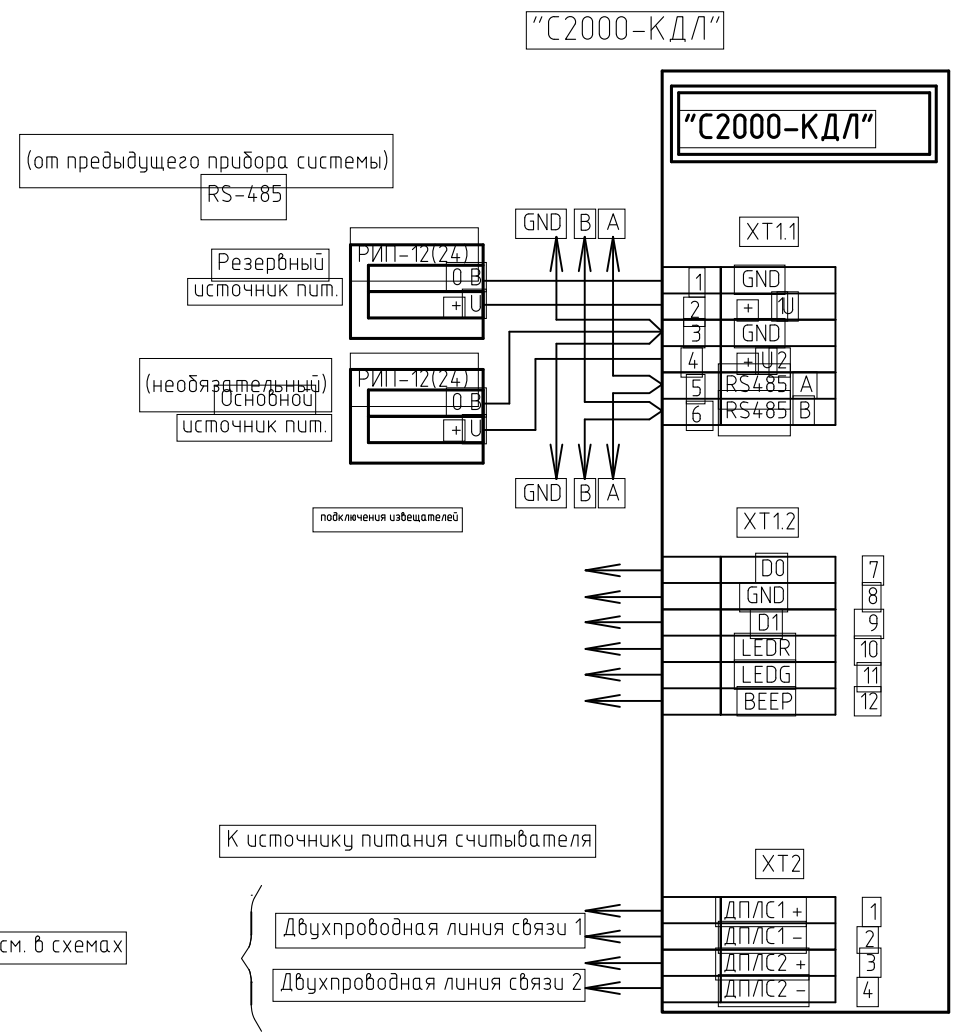 "С2000-КДЛ"
"С2000-КДЛ"
(от предыдущего прибора системы)
RS-485
GND B A
XT1.1
РИП-12(24)
Резервный
источник пит.
0 В
+ U
1 GND
2 + 1U
3 GND
4 + U2
5 RS485 A
6 RS485 B
(необязательный)
Основной
источник пит.
РИП-12(24)
0 В
+ U
GND B A
подключения извещателей
XT1.2
D0 7
GND 8
D1 9
LEDR 10
LEDG 11
BEEP 12
К источнику питания считывателя
XT2
ДПЛС1 + 1
ДПЛС1 - 2
ДПЛС2 + 3
ДПЛС2 - 4
Двухпроводная линия связи 1
Двухпроводная линия связи 2
см. в схемах